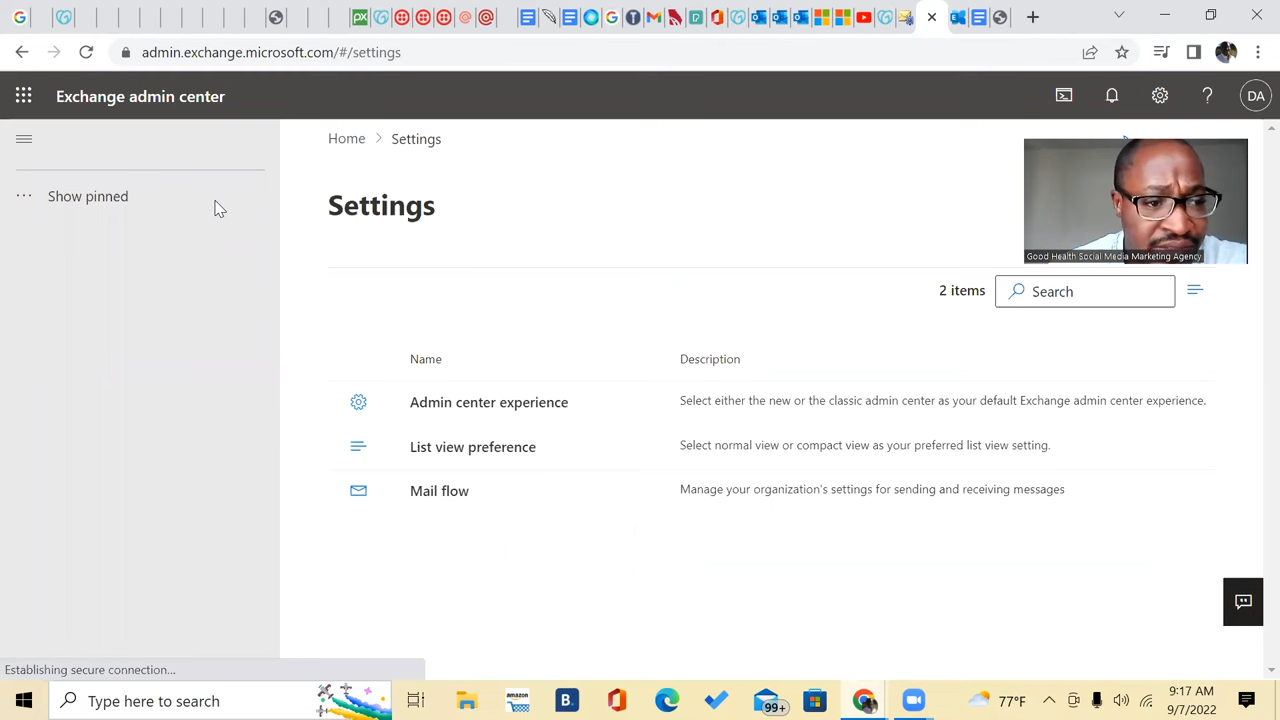 admin.exchange.microsoft.com/#/settings
Exchange admin center
DA
Home > Settings
Show pinned
Settings
Good Health Social Media Marketing Agency
2 items
Search
Name
Description
Admin center experience
Select either the new or the classic admin center as your default Exchange admin center experience.
List view preference
Select normal view or compact view as your preferred list view setting.
Mail flow
Manage your organization's settings for sending and receiving messages
Establishing secure connection...
Type here to search
amazon
B.
99+
77°F
9:17 AM
9/7/2022